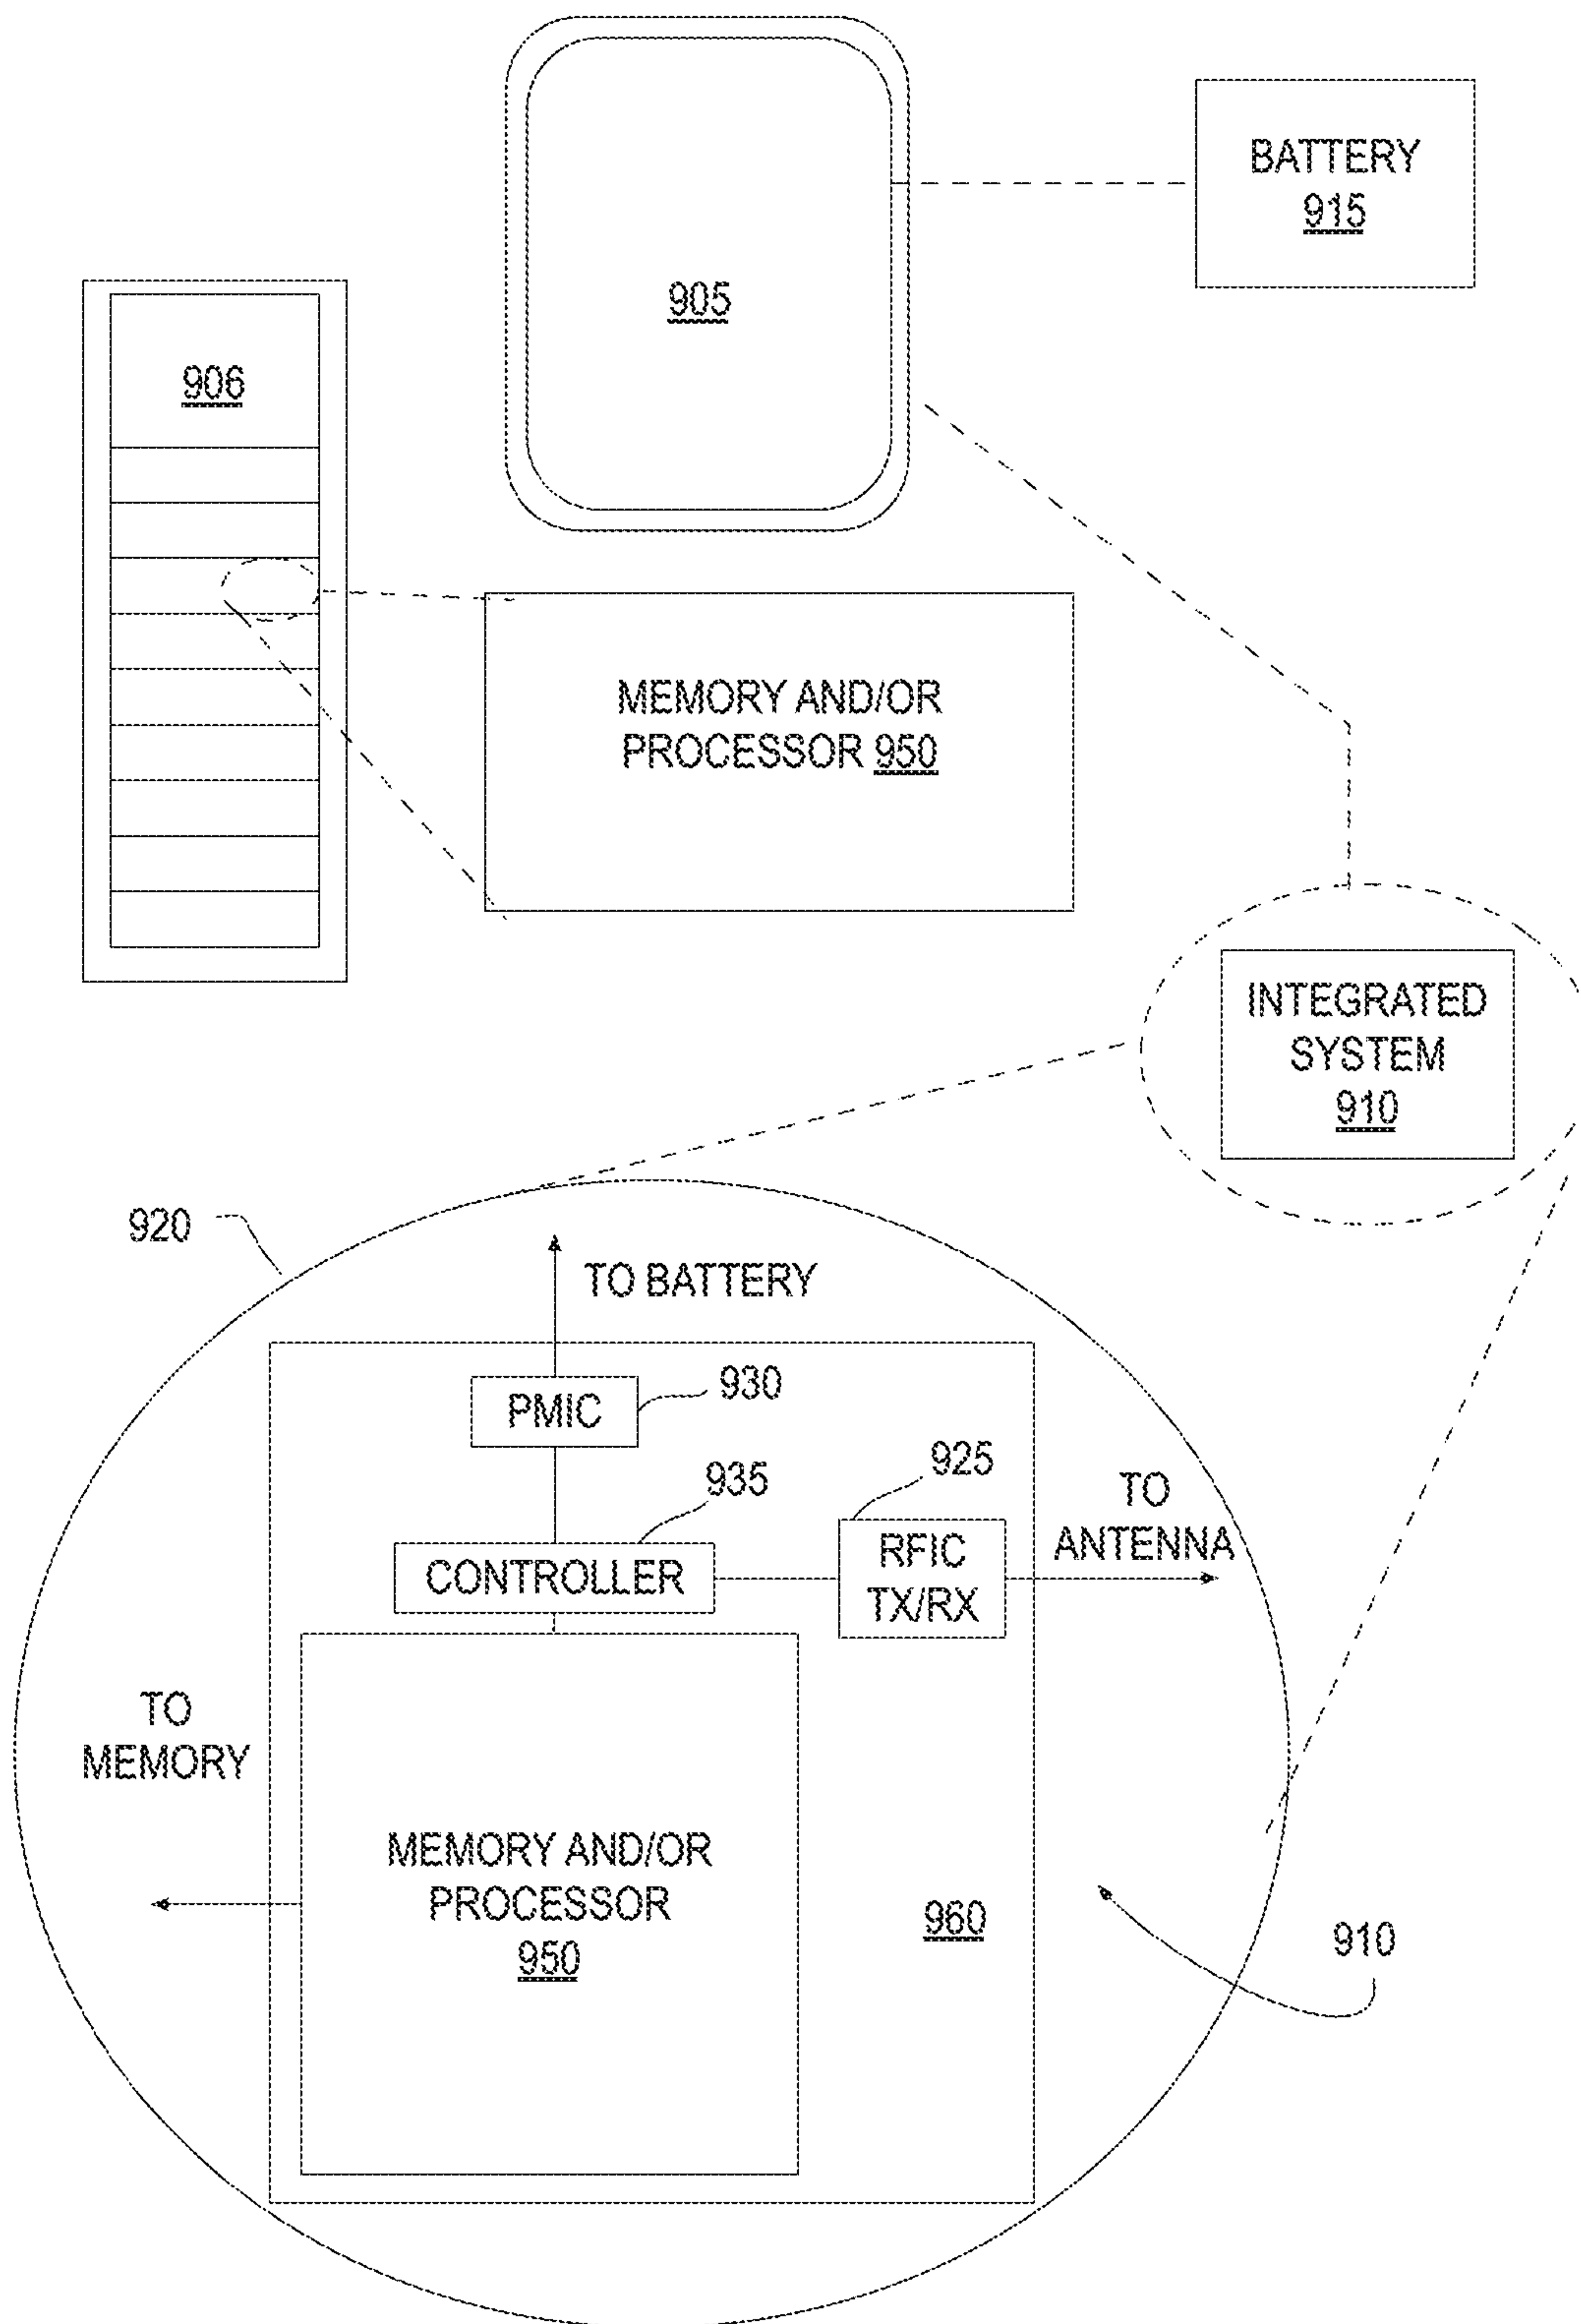 BATTERY
915
905
906
MEMORY AND/OR
PROCESSOR 950
INTEGRATED
SYSTEM
910
920
TO BATTERY
PMIC
930
935
925
CONTROLLER
RFIC
TX/RX
TO
ANTENNA
TO
MEMORY
MEMORY AND/OR
PROCESSOR
950
960
910